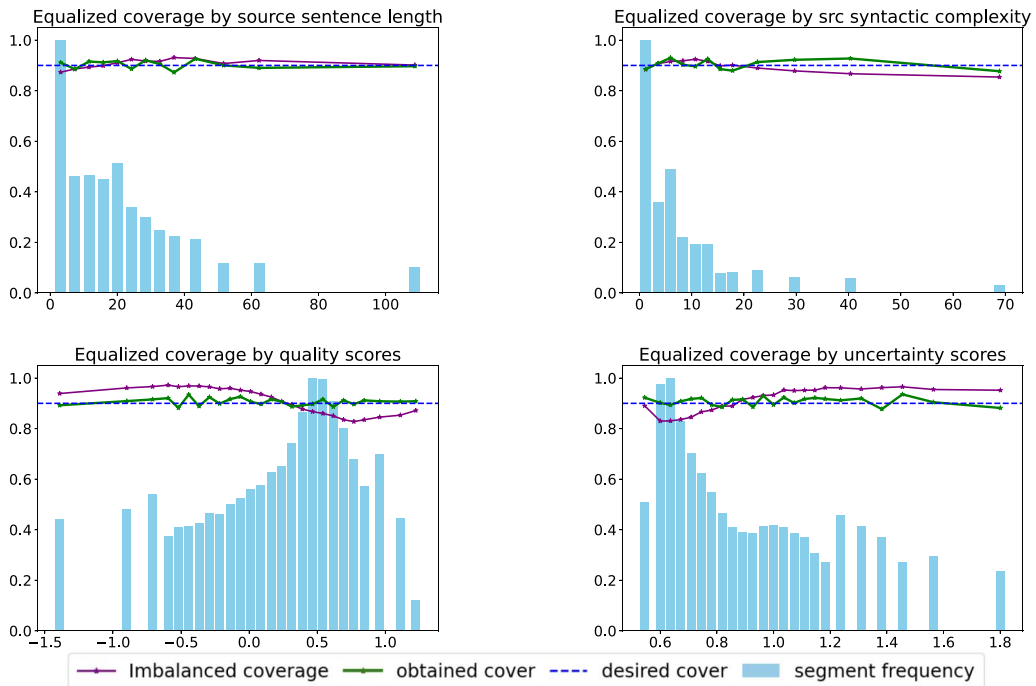 Equalized coverage by source sentence length
1.0
0.8
0.6
0.4
0.2
0.0
0 20 40 60 80 100
Equalized coverage by src syntactic complexity
1.0
0.8
0.6
0.4
0.2
0.0
0 10 20 30 40 50 60 70
Equalized coverage by quality scores
1.0
0.8
0.6
0.4
0.2
0.0
−1.5 −1.0 −0.5 0.0 0.5 1.0
Equalized coverage by uncertainty scores
1.0
0.8
0.6
0.4
0.2
0.0
0.6 0.8 1.0 1.2 1.4 1.6 1.8
Imbalanced coverage obtained cover desired cover segment frequency